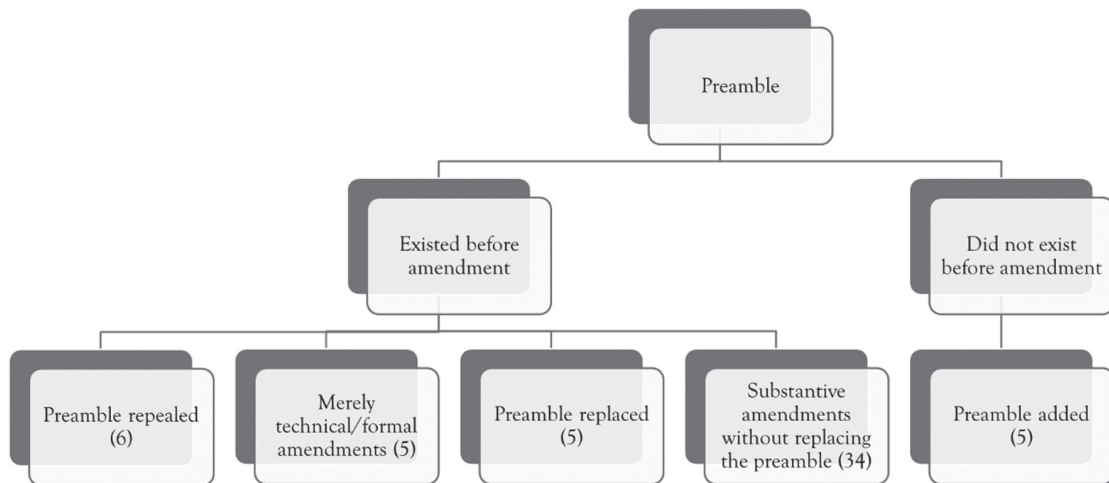 Preamble
Existed before
amendment
Did not exist
before amendment
Preamble repealed
(6)
Merely
technical/formal
amendments (5)
Preamble replaced
(5)
Substantive
amendments
without replacing
the preamble (34)
Preamble added
(5)